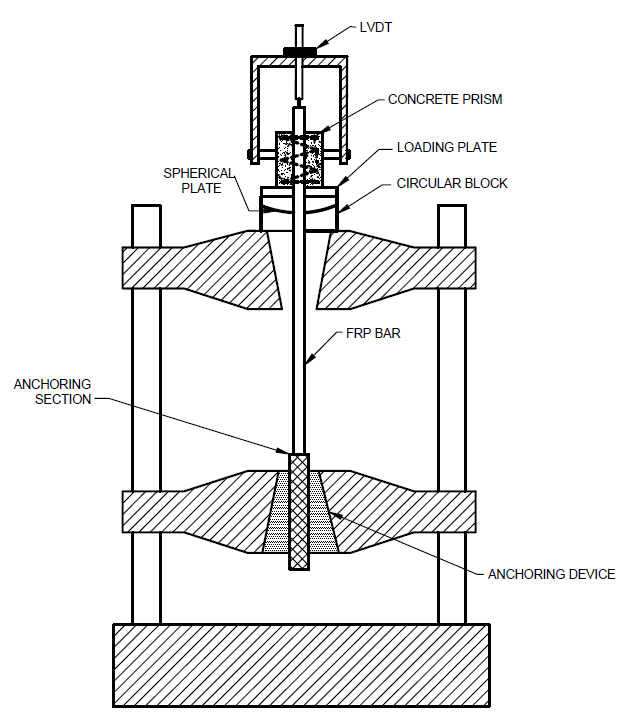 LVDT
CONCRETE PRISM
LOADING PLATE
SPHERICAL
PLATE
CIRCULAR BLOCK
FRP BAR
ANCHORING
SECTION
ANCHORING DEVICE